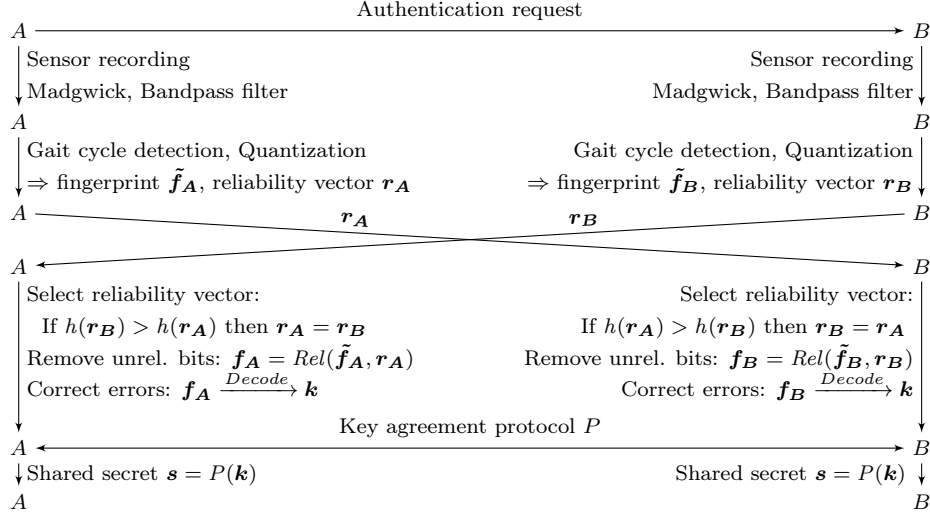 Authentication request
A B
Sensor recording Sensor recording
Madgwick, Bandpass filter Madgwick, Bandpass filter
A B
Gait cycle detection, Quantization Gait cycle detection, Quantization
⇒ fingerprint f̃_A, reliability vector r_A ⇒ fingerprint f̃_B, reliability vector r_B
A r_A r_B B
A B
Select reliability vector: Select reliability vector:
If h(r_B) > h(r_A) then r_A = r_B If h(r_A) > h(r_B) then r_B = r_A
Remove unrel. bits: f_A = Rel(f̃_A, r_A) Remove unrel. bits: f_B = Rel(f̃_B, r_B)
Correct errors: f_A Decode→ k Correct errors: f_B Decode→ k
Key agreement protocol P
A B
Shared secret s = P(k) Shared secret s = P(k)
A B